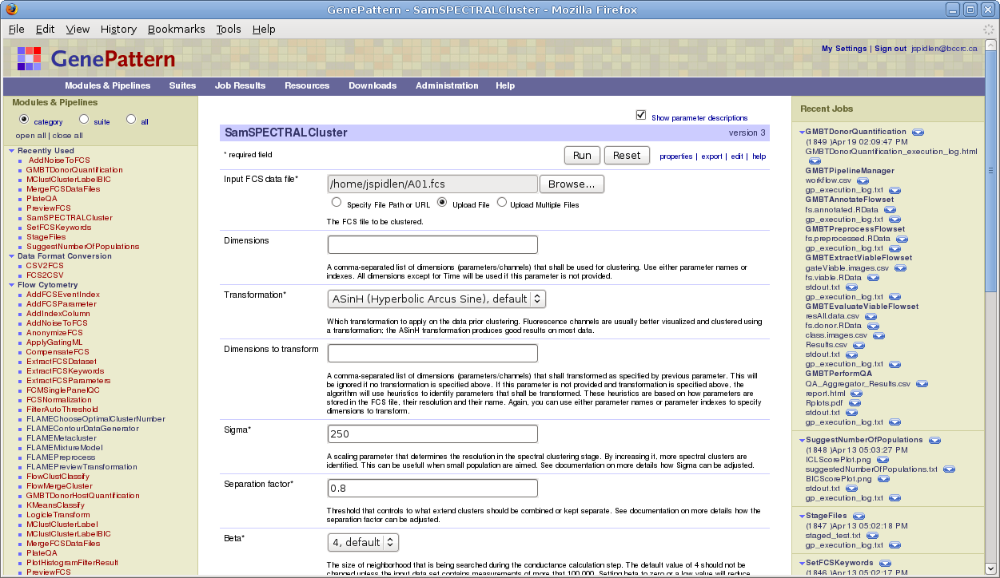 GenePattern - SamSPECTRALCluster - Mozilla Firefox
File Edit View History Bookmarks Tools Help
GenePattern
My Settings | Sign out jspidlen@bccrc.ca
Modules & Pipelines Suites Job Results Resources Downloads Administration Help
Modules & Pipelines
category suite all
open all | close all
Recently Used
AddNoiseToFCS
GMBTDonorQuantification
MClustClusterLabelBIC
MergeFCSDataFiles
PlateQA
PreviewFCS
SamSPECTRALCluster
SetFCSKeywords
StageFiles
SuggestNumberOfPopulations
Data Format Conversion
CSV2FCS
FCS2CSV
Flow Cytometry
AddFCSEventIndex
AddFCSParameter
AddIndexColumn
AddNoiseToFCS
AnonymizeFCS
ApplyGatingML
CompensateFCS
ExtractFCSDataset
ExtractFCSKeywords
ExtractFCSParameters
FCMSinglePanelQC
FCSNormalization
FilterAutoThreshold
FLAMEChooseOptimalClusterNumber
FLAMEContourDataGenerator
FLAMEMetacluster
FLAMEMixtureModel
FLAMEPreprocess
FLAMEPreviewTransformation
FlowClustClassify
FlowMergeCluster
GMBTDonorHostQuantification
KMeansClassify
LogicleTransform
MClustClusterLabel
MClustClusterLabelBIC
MergeFCSDataFiles
PlateQA
PlotHistogramFilterResult
PreviewFCS
Show parameter descriptions
SamSPECTRALCluster version 3
* required field Run Reset properties | export | edit | help
Input FCS data file* /home/jspidlen/A01.fcs Browse...
Specify File Path or URL Upload File Upload Multiple Files
The FCS file to be clustered.
Dimensions
A comma-separated list of dimensions (parameters/channels) that shall be used for clustering. Use either parameter names or
indexes. All dimensions except for Time will be used if this parameter is not provided.
Transformation* ASinH (Hyperbolic Arcus Sine), default
Which transformation to apply on the data prior clustering. Fluorescence channels are usually better visualized and clustered using
a transformation; the ASinH transformation produces good results on most data.
Dimensions to transform
A comma-separated list of dimensions (parameters/channels) that shall transformed as specified by previous parameter. This will
be ignored if no transformation is specified above. If this parameter is not provided and transformation is specified above, the
algorithm will use heuristics to identify parameters that shall be transformed. These heuristics are based on how parameters are
stored in the FCS file, their resolution and their name. Again, you can use either parameter names or parameter indexes to specify
dimensions to transform.
Sigma* 250
A scaling parameter that determines the resolution in the spectral clustering stage. By increasing it, more spectral clusters are
identified. This can be usefull when small population are aimed. See documentation on more details how Sigma can be adjusted.
Separation factor* 0.8
Threshold that controls to what extend clusters should be combined or kept separate. See documentation on more details how the
separation factor can be adjusted.
Beta* 4, default
The size of neighborhood that is being searched during the conductance calculation step. The default value of 4 should not be
changed unless the input data set contains measurements of more that 100,000. Setting beta to zero or a low value will reduce
Recent Jobs
GMBTDonorQuantification
(1849 )Apr 19 02:09:47 PM
GMBTDonorQuantification_execution_log.html
GMBTPipelineManager
workflow.csv
gp_execution_log.txt
GMBTAnnotateFlowset
fs.annotated.RData
gp_execution_log.txt
GMBTPreprocessFlowset
fs.preprocessed.RData
gp_execution_log.txt
GMBTExtractViableFlowset
gateViable.images.csv
fs.viable.RData
stdout.txt
gp_execution_log.txt
GMBTEvaluateViableFlowset
resAll.data.csv
fs.donor.RData
class.images.csv
Results.csv
stdout.txt
gp_execution_log.txt
GMBTPerformQA
QA_Aggregator_Results.csv
report.html
Rplots.pdf
stdout.txt
gp_execution_log.txt
SuggestNumberOfPopulations
(1848 )Apr 13 05:03:27 PM
ICLScorePlot.png
suggestedNumberOfPopulations.txt
BICScorePlot.png
stdout.txt
gp_execution_log.txt
StageFiles
(1847 )Apr 13 05:02:18 PM
staged_test.txt
gp_execution_log.txt
SetFCSKeywords
(1846 )Apr 13 05:02:17 PM